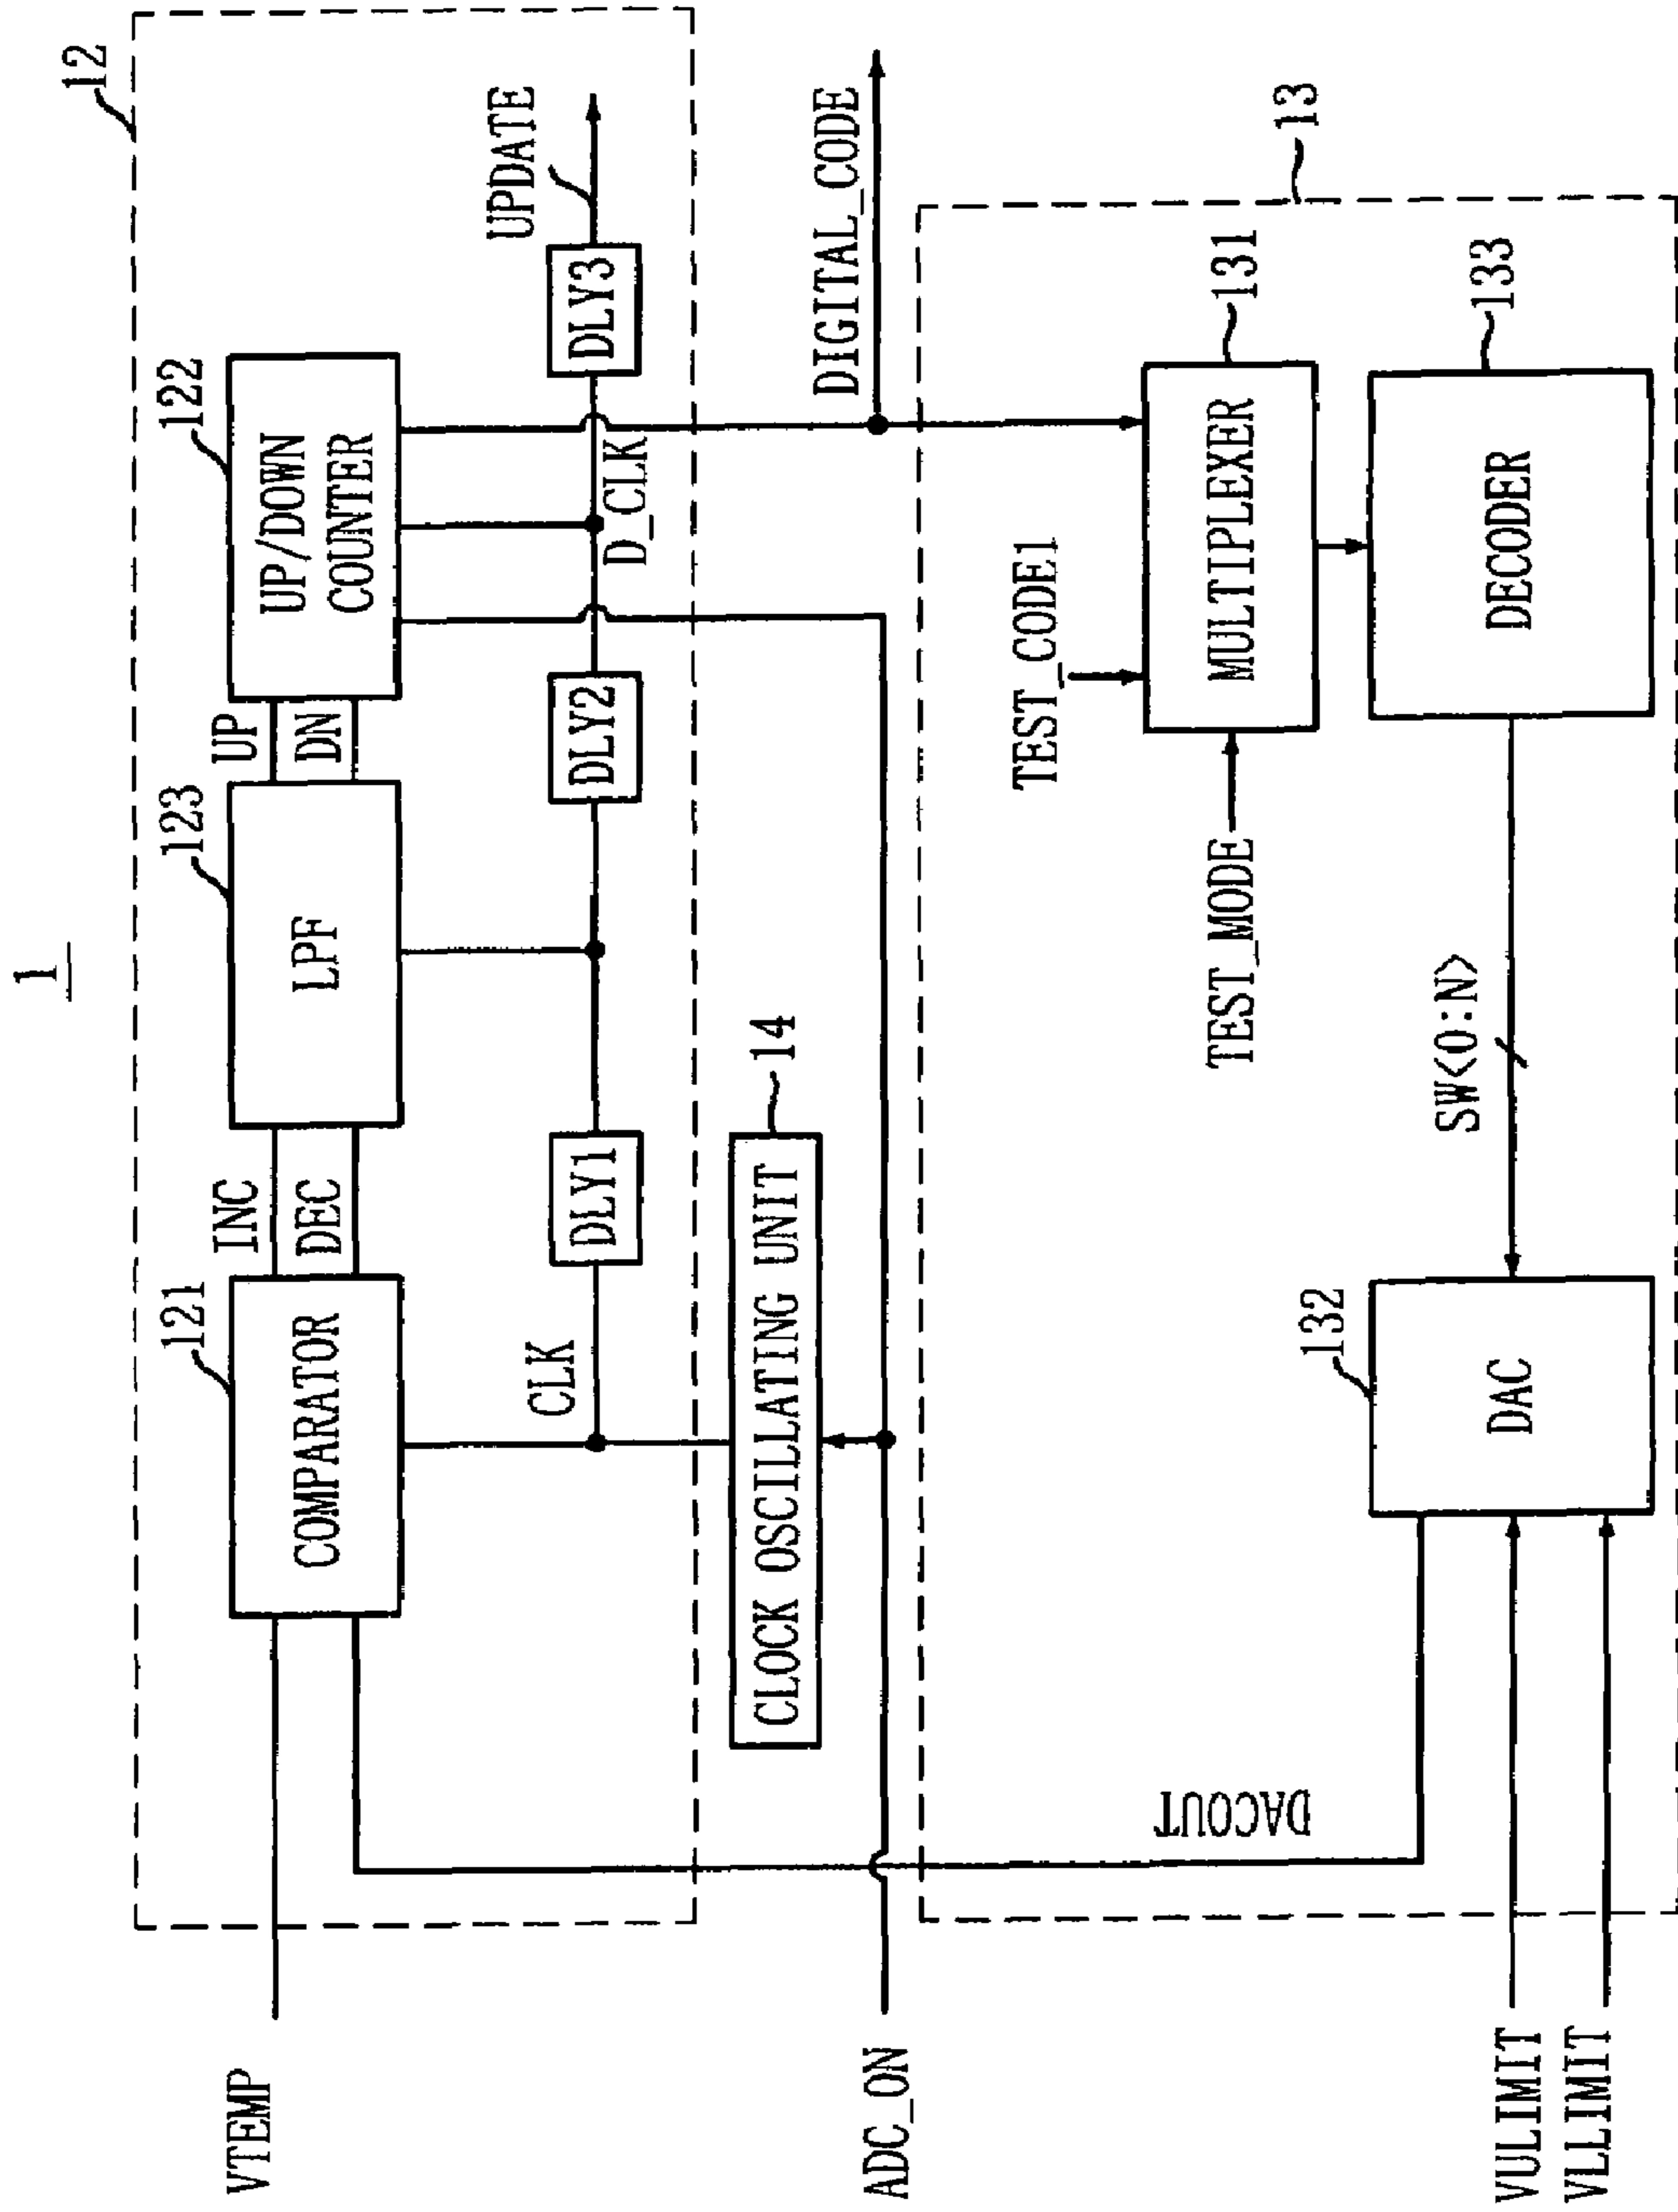 1
12
121
123
122
VTEMP
COMPARATOR
INC
DEC
LPF
UP
DN
UP/DOWN
COUNTER
CLK
DLY1
DLY2
D_CLK
DLY3
UPDATE
CLOCK OSCILLATING UNIT
14
ADC_ON
DIGITAL_CODE
13
DACOUT
TEST_CODE1
TEST_MODE
MULTIPLEXER
131
132
DAC
SW<0:N>
DECODER
133
VULIMIT
VLLIMIT